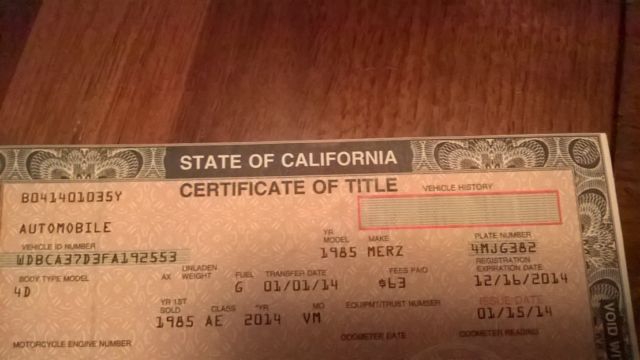 STATE OF CALIFORNIA
CERTIFICATE OF TITLE
VEHICLE HISTORY
B041401035Y
AUTOMOBILE
VEHICLE ID NUMBER YR MODEL MAKE PLATE NUMBER
WDBCA37D3FA192553 1985 MERZ 4MJG382
BODY TYPE MODEL AX UNLADEN WEIGHT FUEL TRANSFER DATE FEES PAID REGISTRATION EXPIRATION DATE
4D G 01/01/14 $63 12/16/2014
YR 1ST SOLD CLASS *YR MO EQUIPMT/TRUST NUMBER ISSUE DATE
1985 AE 2014 VM 01/15/14
MOTORCYCLE ENGINE NUMBER ODOMETER DATE ODOMETER READING
VOID